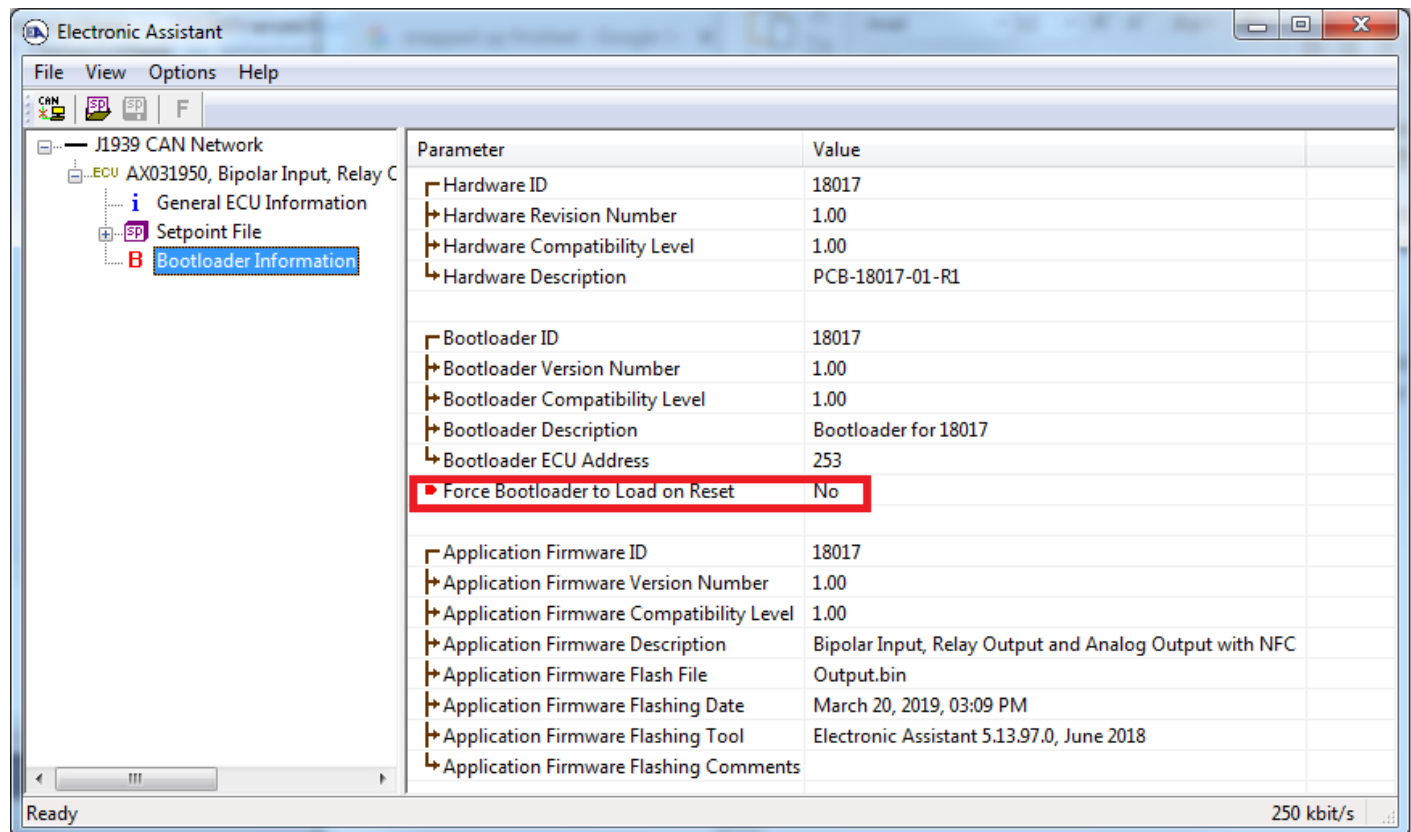 Electronic Assistant
File View Options Help
CAN SP SP F
J1939 CAN Network
ECU AX031950, Bipolar Input, Relay C
i General ECU Information
SP Setpoint File
B Bootloader Information
Parameter Value
Hardware ID 18017
Hardware Revision Number 1.00
Hardware Compatibility Level 1.00
Hardware Description PCB-18017-01-R1
Bootloader ID 18017
Bootloader Version Number 1.00
Bootloader Compatibility Level 1.00
Bootloader Description Bootloader for 18017
Bootloader ECU Address 253
Force Bootloader to Load on Reset No
Application Firmware ID 18017
Application Firmware Version Number 1.00
Application Firmware Compatibility Level 1.00
Application Firmware Description Bipolar Input, Relay Output and Analog Output with NFC
Application Firmware Flash File Output.bin
Application Firmware Flashing Date March 20, 2019, 03:09 PM
Application Firmware Flashing Tool Electronic Assistant 5.13.97.0, June 2018
Application Firmware Flashing Comments
Ready 250 kbit/s